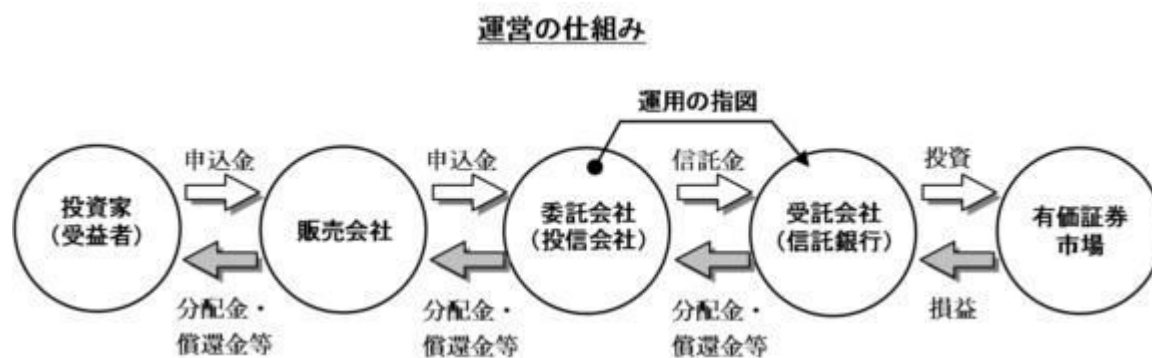 運営の仕組み
運用の指図
申込金
申込金
信託金
投資
投資家
(受益者)
販売会社
委託会社
(投信会社)
受託会社
(信託銀行)
有価証券
市場
分配金・
償還金等
分配金・
償還金等
分配金・
償還金等
損益